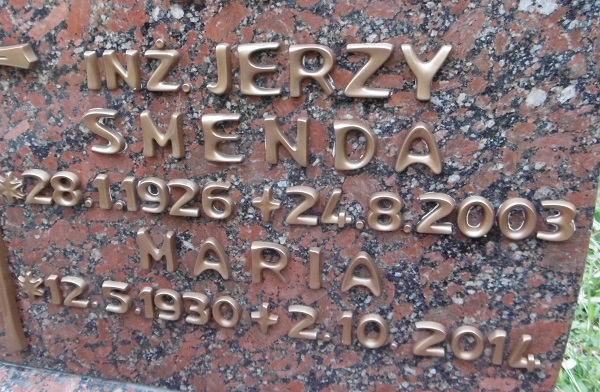 INŻ. JERZY
SMENDA
*28.1.1926 +24.8.2003
MARIA
*12.5.1930 +2.10.2014